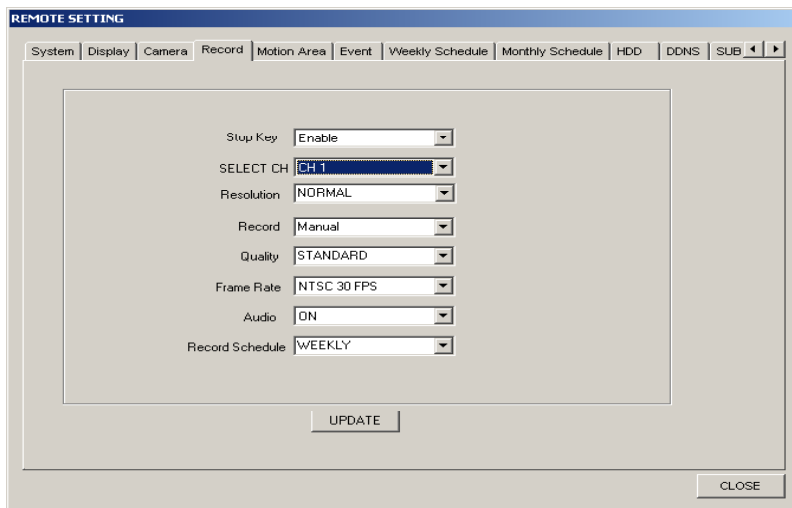 REMOTE SETTING
System Display Camera Record Motion Area Event Weekly Schedule Monthly Schedule HDD DDNS SUB
Stop Key Enable
SELECT CH CH 1
Resolution NORMAL
Record Manual
Quality STANDARD
Frame Rate NTSC 30 FPS
Audio ON
Record Schedule WEEKLY
UPDATE
CLOSE